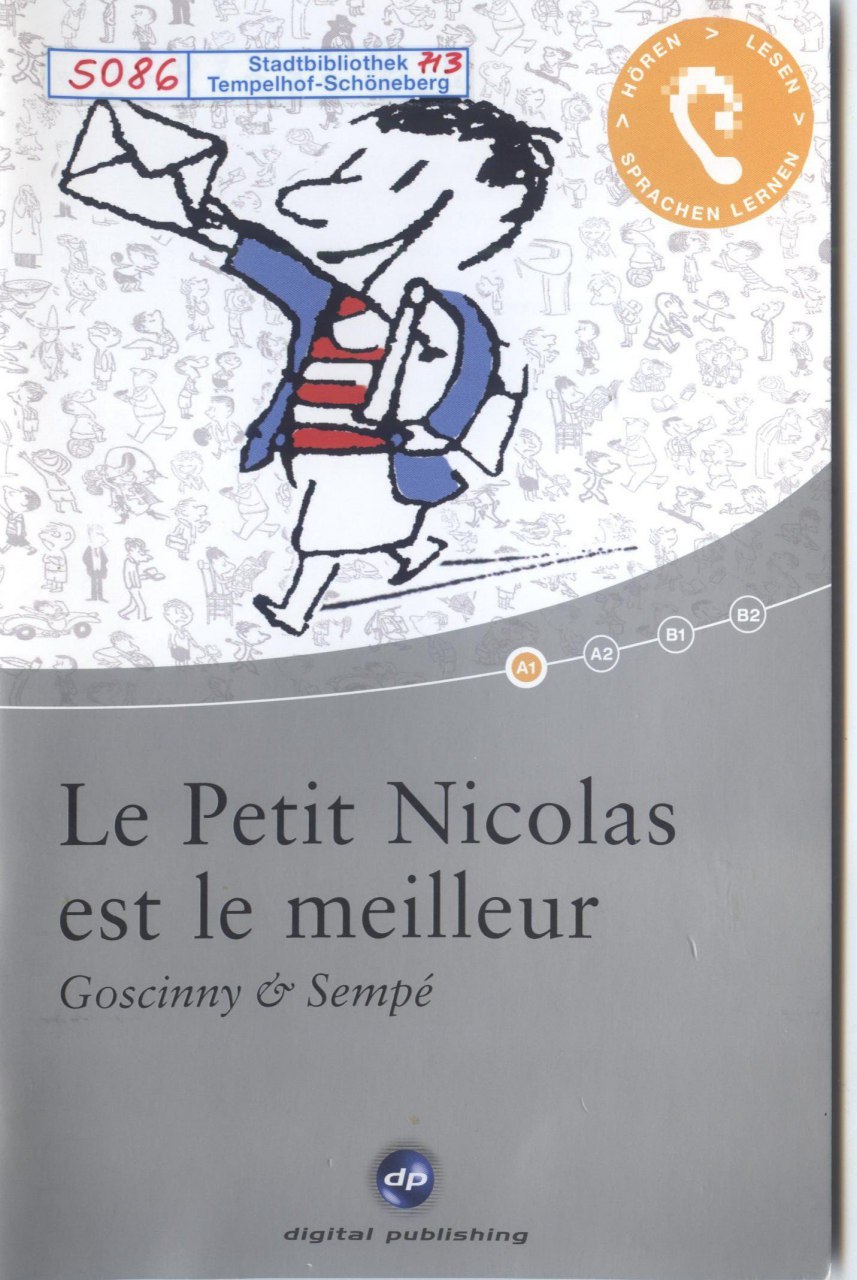 5086
Stadtbibliothek 713
Tempelhof-Schöneberg
> HÖREN > LESEN >
SPRACHEN LERNEN
A1 A2 B1 B2
Le Petit Nicolas
est le meilleur
Goscinny & Sempé
dp
digital publishing